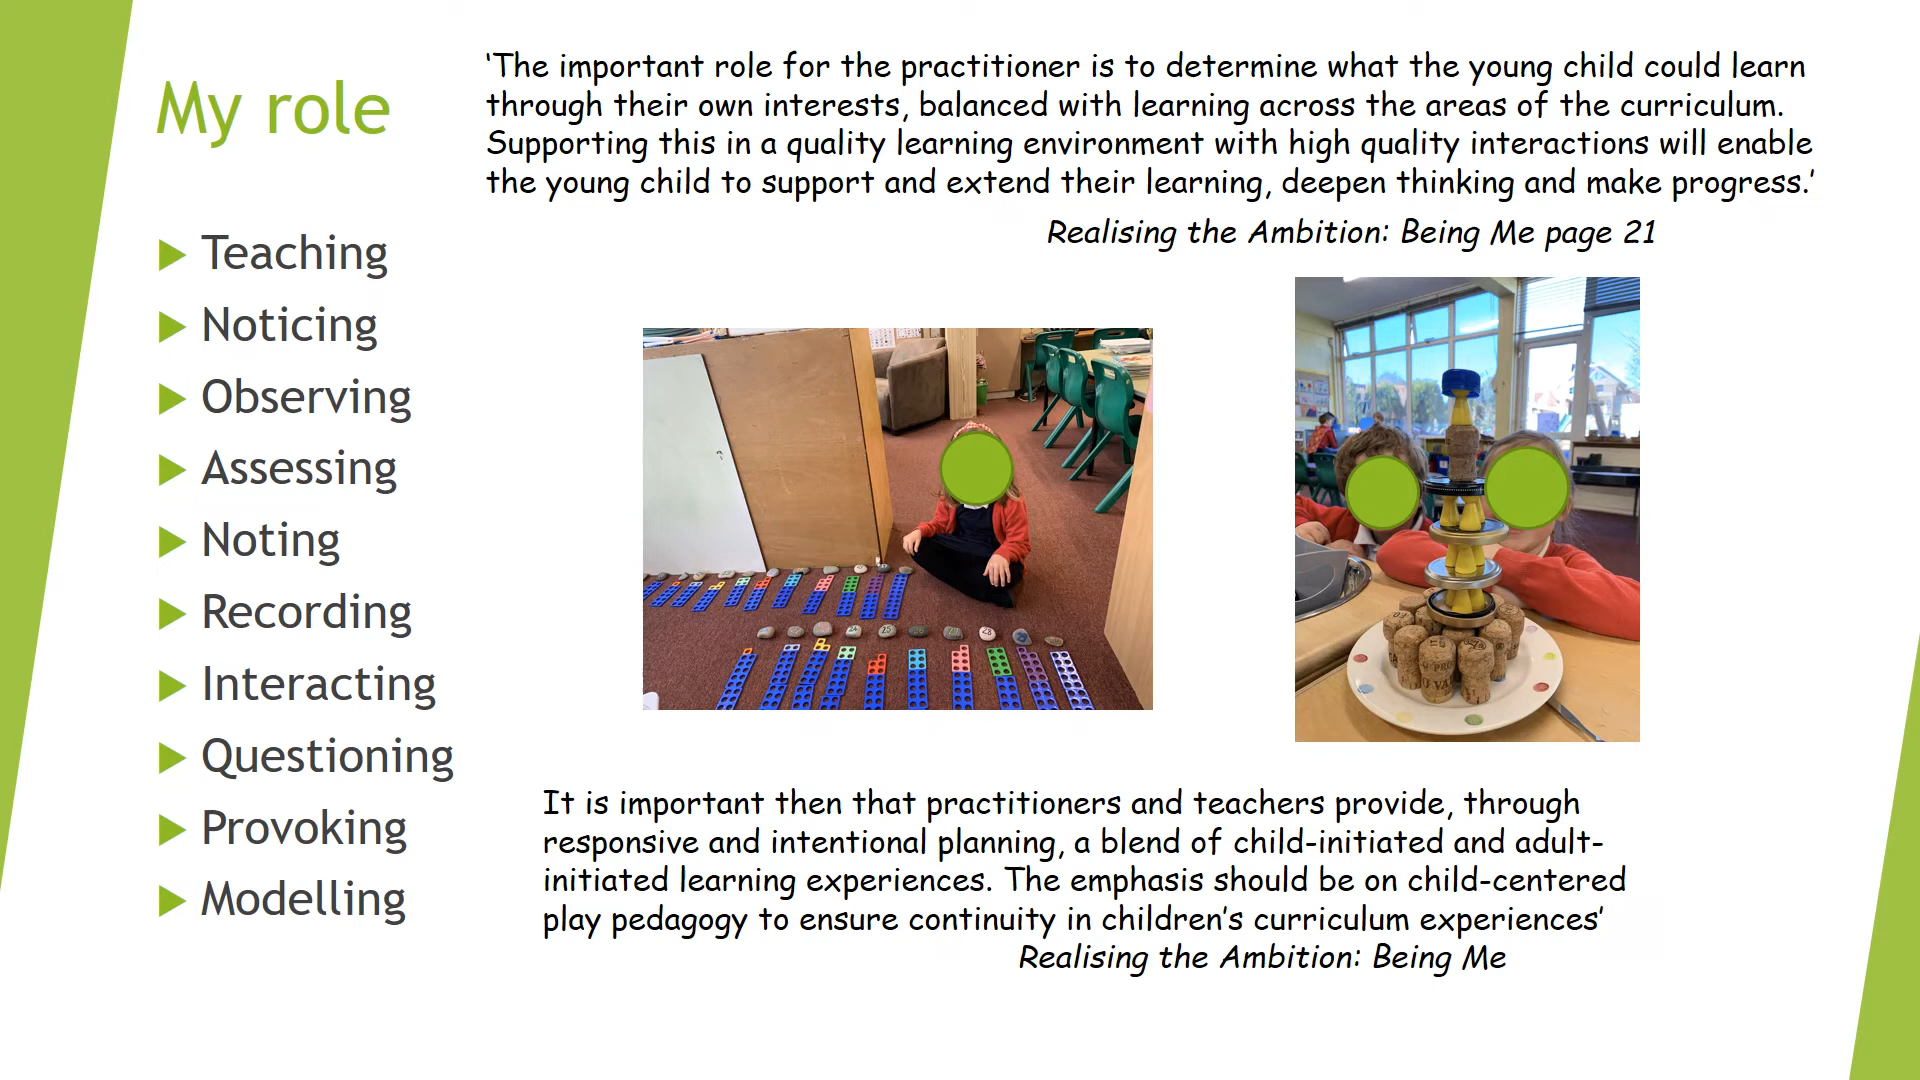 My role
‘The important role for the practitioner is to determine what the young child could learn
through their own interests, balanced with learning across the areas of the curriculum.
Supporting this in a quality learning environment with high quality interactions will enable
the young child to support and extend their learning, deepen thinking and make progress.’
Realising the Ambition: Being Me page 21
Teaching
Noticing
Observing
Assessing
Noting
Recording
Interacting
Questioning
Provoking
Modelling
It is important then that practitioners and teachers provide, through
responsive and intentional planning, a blend of child-initiated and adult-
initiated learning experiences. The emphasis should be on child-centered
play pedagogy to ensure continuity in children’s curriculum experiences’
Realising the Ambition: Being Me